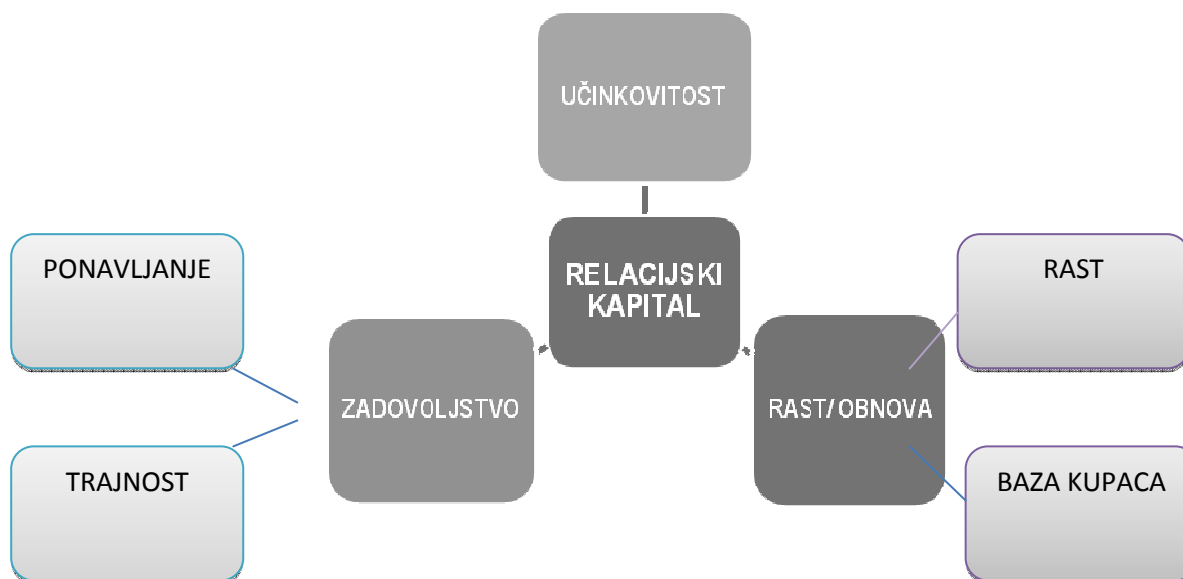 UČINKOVITOST
RELACIJSKI
KAPITAL
PONAVLJANJE
RAST
ZADOVOLJSTVO
RAST/OBNOVA
TRAJNOST
BAZA KUPACA